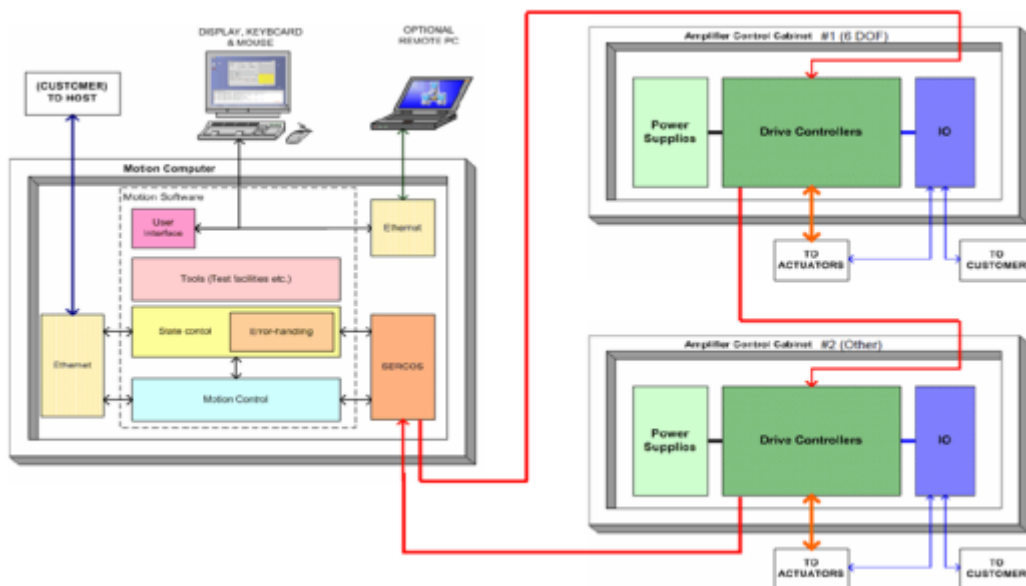 DISPLAY, KEYBOARD
& MOUSE
OPTIONAL
REMOTE PC
(CUSTOMER)
TO HOST
Motion Computer
Motion Software
User
Interface
Ethernet
Tools (Test facilities etc.)
State control
Error-handling
Ethernet
SERCOS
Motion Control
Amplifier Control Cabinet #1 (6 DOF)
Power
Supplies
Drive Controllers
IO
TO
ACTUATORS
TO
CUSTOMER
Amplifier Control Cabinet #2 (Other)
Power
Supplies
Drive Controllers
IO
TO
ACTUATORS
TO
CUSTOMER